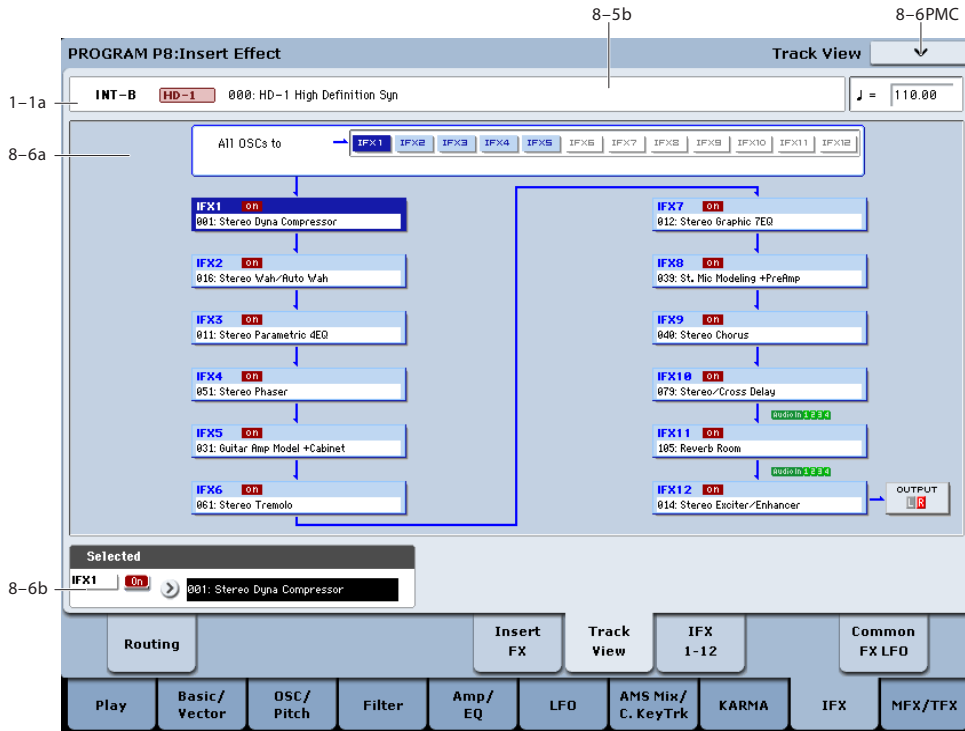 8–5b
8–6PMC
PROGRAM P8:Insert Effect
Track View
1–1a
INT-B HD-1 000: HD-1 High Definition Syn
♩ = 110.00
8–6a
All OSCs to
IFX1 IFX2 IFX3 IFX4 IFX5 IFX6 IFX7 IFX8 IFX9 IFX10 IFX11 IFX12
IFX1 on
001: Stereo Dyna Compressor
IFX2 on
016: Stereo Wah/Auto Wah
IFX3 on
011: Stereo Parametric 4EQ
IFX4 on
051: Stereo Phaser
IFX5 on
031: Guitar Amp Model +Cabinet
IFX6 on
061: Stereo Tremolo
IFX7 on
012: Stereo Graphic 7EQ
IFX8 on
039: St. Mic Modeling +PreAmp
IFX9 on
040: Stereo Chorus
IFX10 on
079: Stereo/Cross Delay
Audio In 1 2 3 4
IFX11 on
105: Reverb Room
Audio In 1 2 3 4
IFX12 on
014: Stereo Exciter/Enhancer
OUTPUT
L R
Selected
8–6b
IFX1 On 001: Stereo Dyna Compressor
Routing
Insert FX
Track View
IFX 1-12
Common FX LFO
Play
Basic/ Vector
OSC/ Pitch
Filter
Amp/ EQ
LFO
AMS Mix/ C. KeyTrk
KARMA
IFX
MFX/TFX